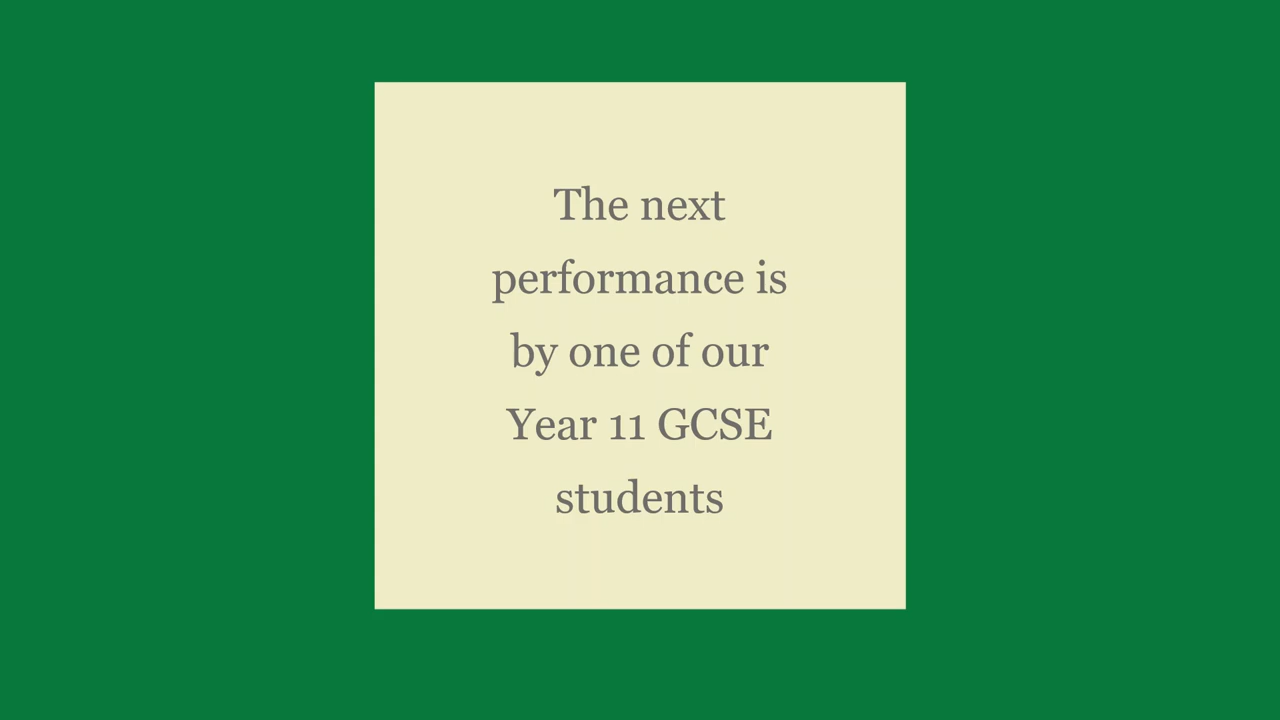 The next
performance is
by one of our
Year 11 GCSE
students